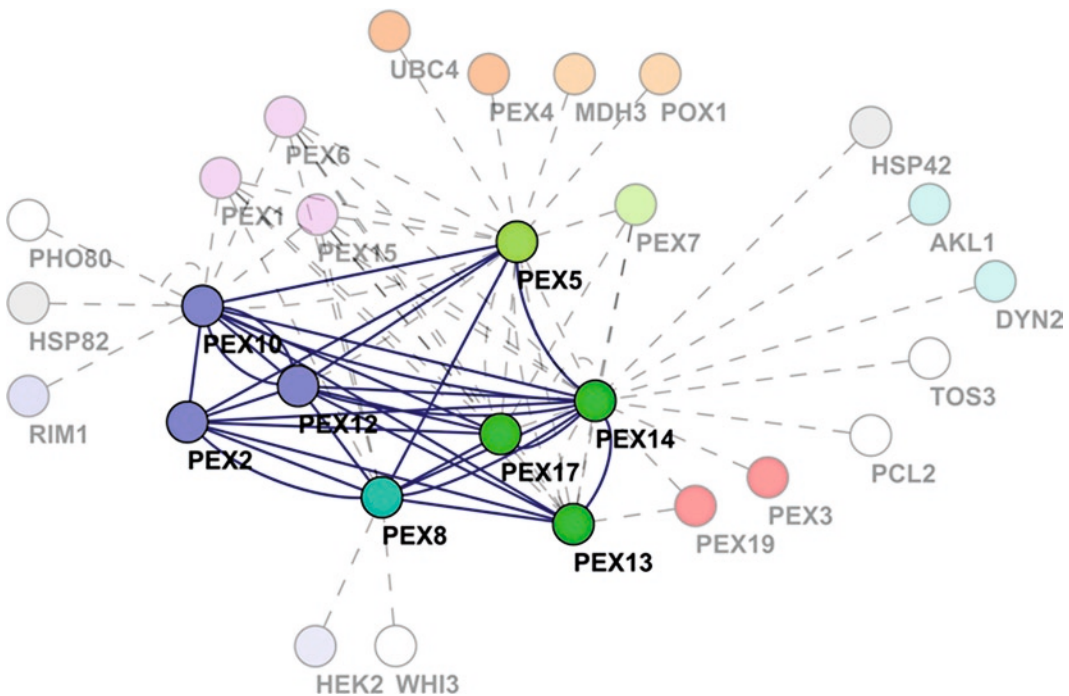 UBC4
PEX4 MDH3 POX1
PEX6
HSP42
PEX1
PEX7
AKL1
PEX15
PHO80
PEX5
DYN2
HSP82
PEX10
TOS3
RIM1
PEX12
PEX14
PEX2
PEX17
PCL2
PEX3
PEX8
PEX19
PEX13
HEK2 WHI3